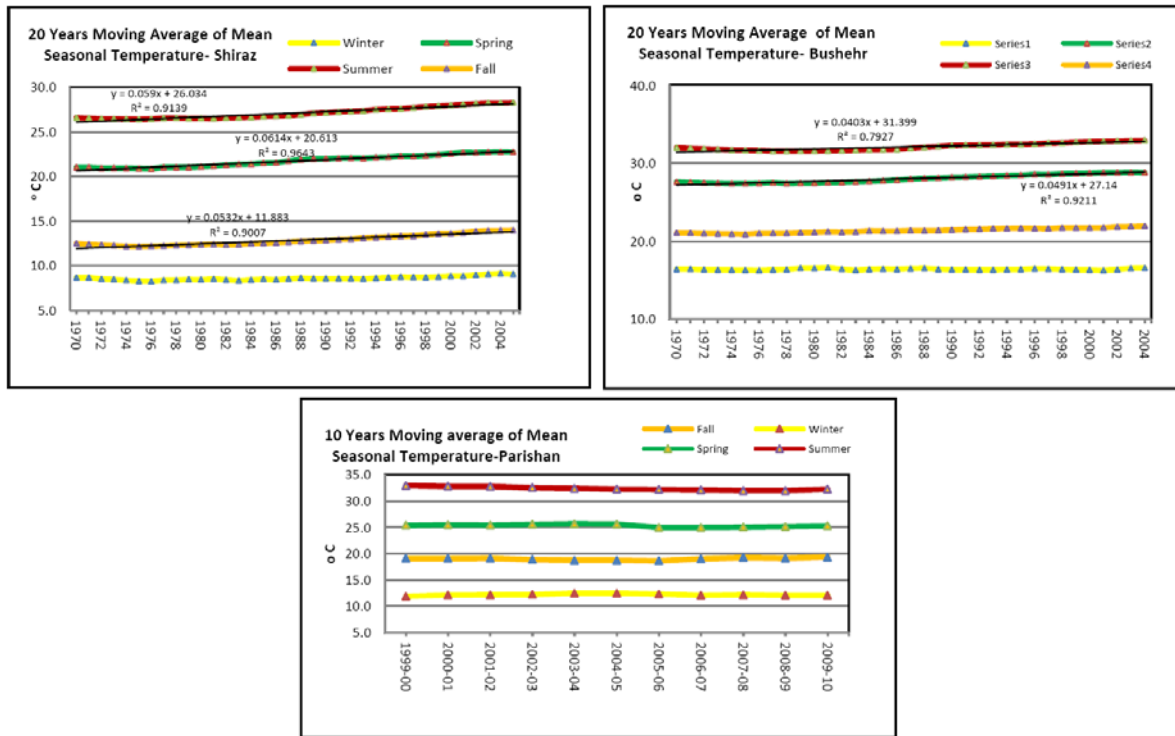 20 Years Moving Average of Mean
Seasonal Temperature- Shiraz
Winter
Spring
Summer
Fall
30.0
25.0
20.0
15.0
10.0
5.0
°C
y = 0.059x + 26.034
R² = 0.9139
y = 0.0614x + 20.613
R² = 0.9643
y = 0.0532x + 11.883
R² = 0.9007
1970
1972
1974
1976
1978
1980
1982
1984
1986
1988
1990
1992
1994
1996
1998
2000
2002
2004
20 Years Moving Average of Mean
Seasonal Temperature- Bushehr
Series1
Series2
Series3
Series4
40.0
30.0
20.0
10.0
°C
y = 0.0403x + 31.399
R² = 0.7927
y = 0.0491x + 27.14
R² = 0.9211
1970
1972
1974
1976
1978
1980
1982
1984
1986
1988
1990
1992
1994
1996
1998
2000
2002
2004
10 Years Moving average of Mean
Seasonal Temperature-Parishan
Fall
Winter
Spring
Summer
35.0
30.0
25.0
20.0
15.0
10.0
5.0
°C
1999-00
2000-01
2001-02
2002-03
2003-04
2004-05
2005-06
2006-07
2007-08
2008-09
2009-10